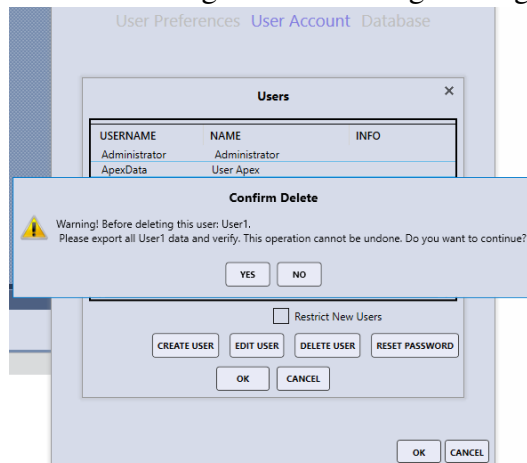 User Preferences User Account Database
Users
USERNAME NAME INFO
Administrator Administrator
ApexData User Apex
Confirm Delete
Warning! Before deleting this user: User1.
Please export all User1 data and verify. This operation cannot be undone. Do you want to continue?
YES NO
Restrict New Users
CREATE USER EDIT USER DELETE USER RESET PASSWORD
OK CANCEL
OK CANCEL